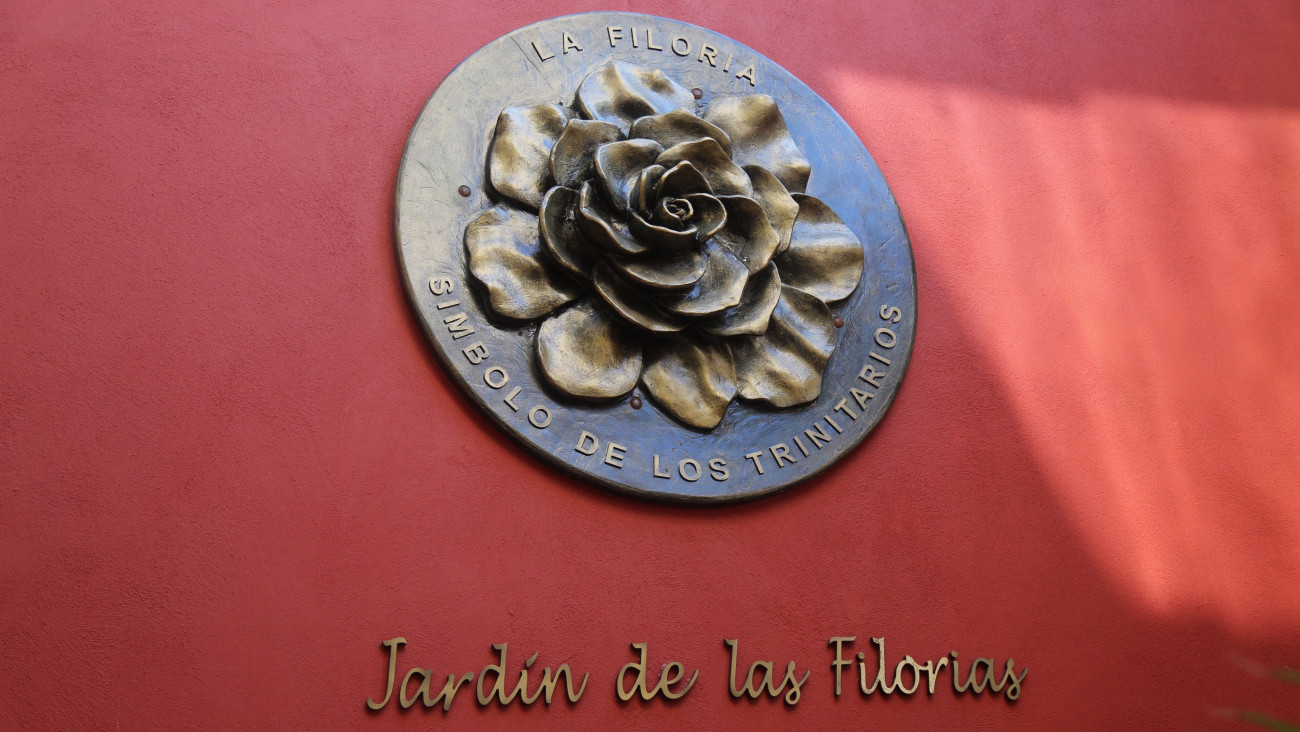 LA FILORIA
SIMBOLO DE LOS TRINITARIOS
Jardín de las Filorias